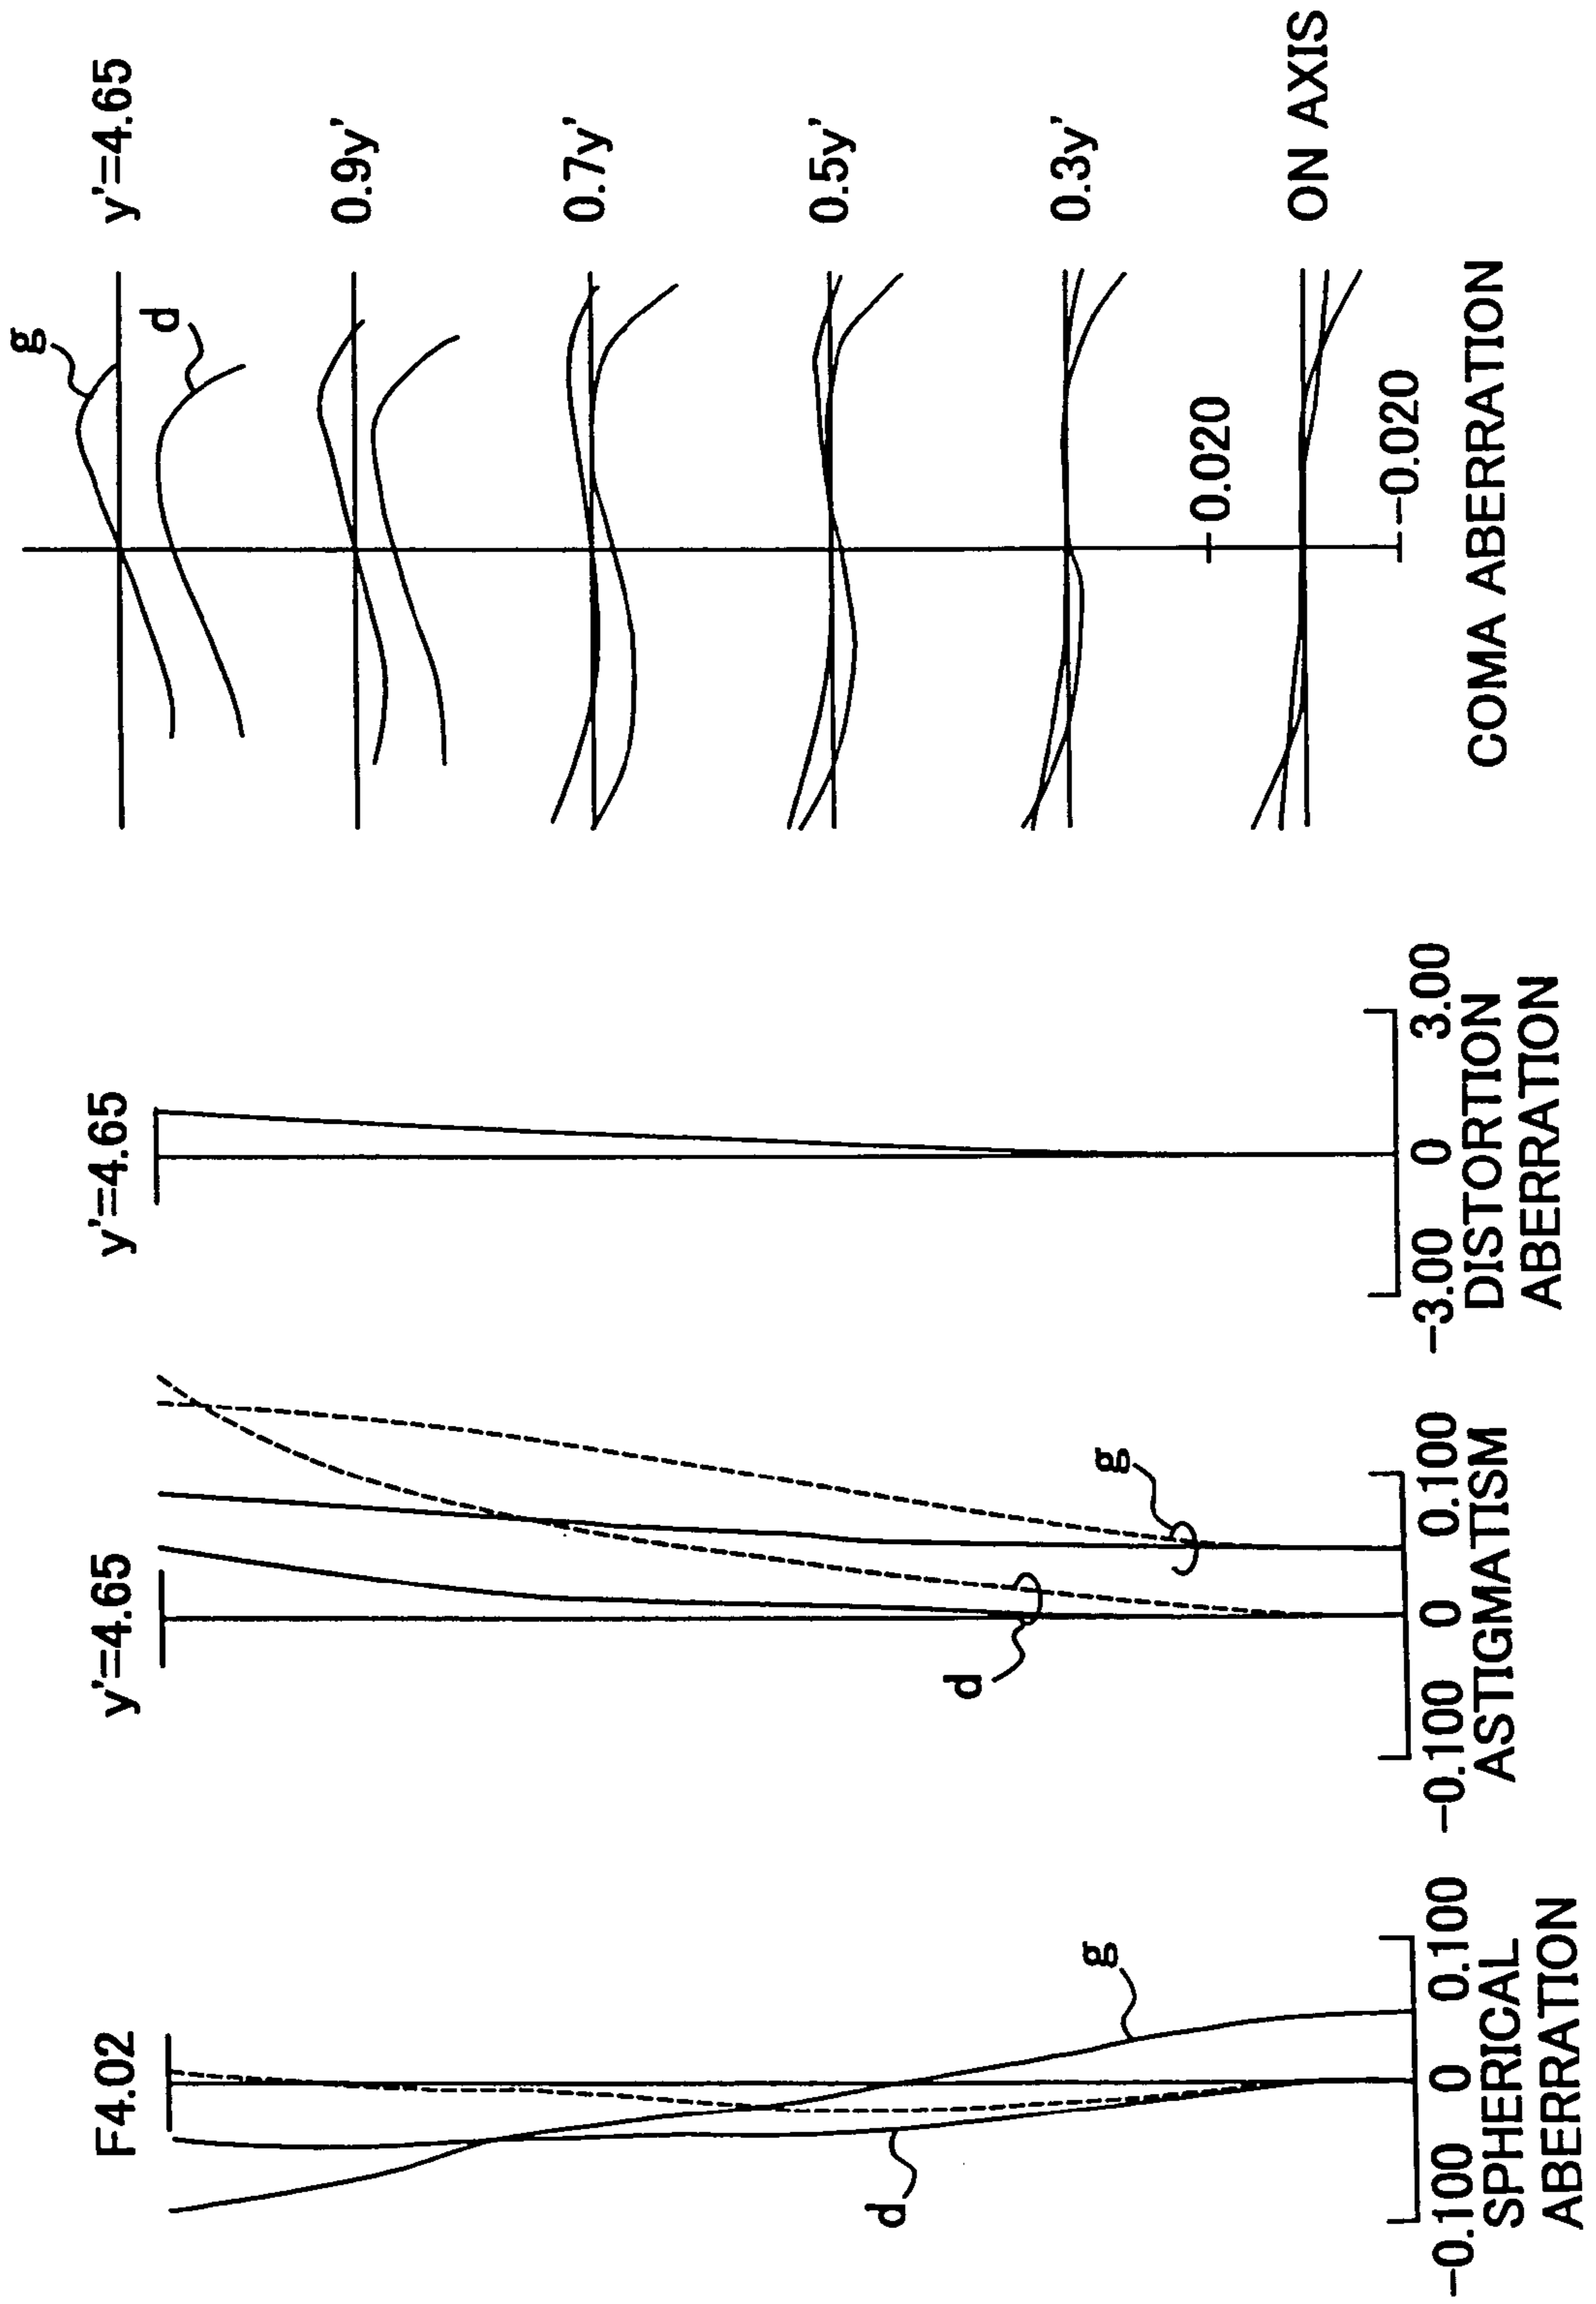 F4.02
g
d
-0.100 0 0.100
SPHERICAL
ABERRATION
y'=4.65
g
d
-0.100 0 0.100
ASTIGMATISM
y'=4.65
-3.00 0 3.00
DISTORTION
ABERRATION
g
d
y'=4.65
0.9y'
0.7y'
0.5y'
0.3y'
0.020
ON AXIS
-0.020
COMA ABERRATION